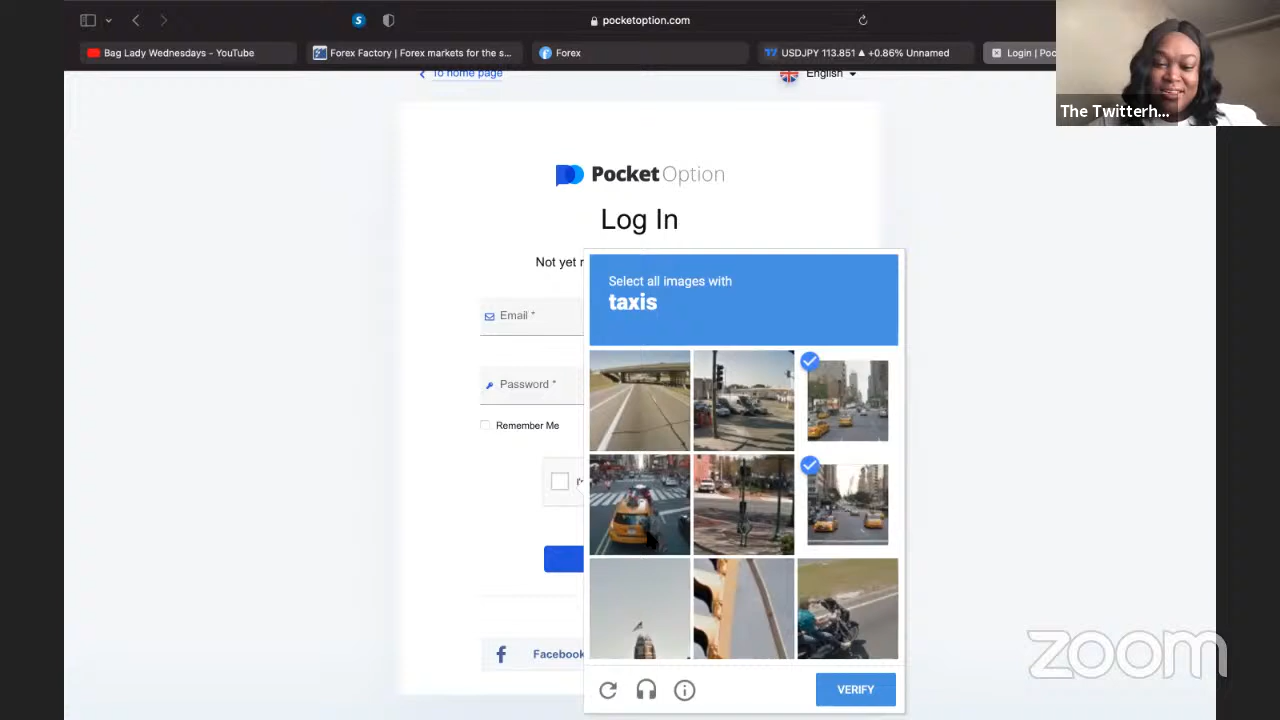 pocketoption.com
Bag Lady Wednesdays - YouTube
Forex Factory | Forex markets for the s...
Forex
USDJPY 113.851 ▲ +0.86% Unnamed
Login | Poc
To home page
English
The Twitterh...
Pocket Option
Log In
Not yet r
Select all images with
taxis
Email *
Password *
Remember Me
I'
Facebook
VERIFY
zoom